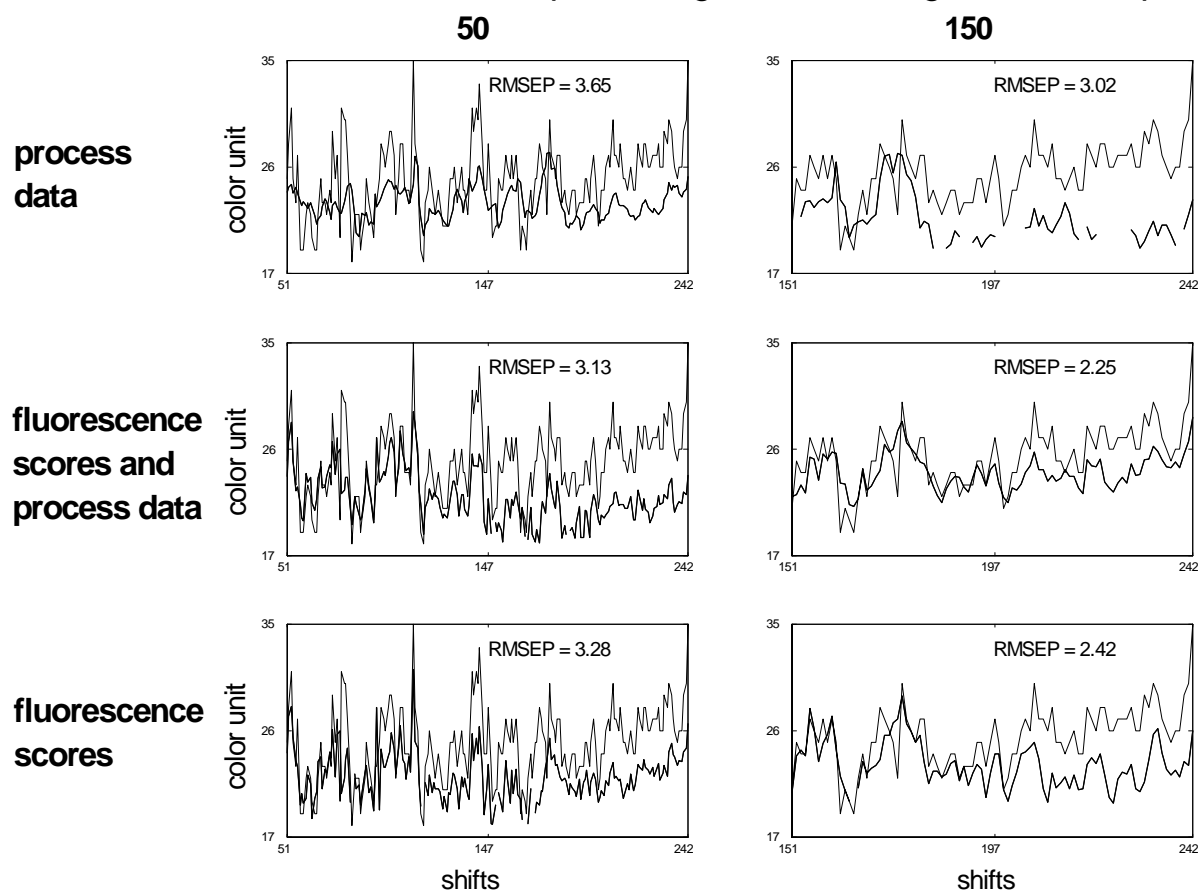 50
150
35
26
17
51
147
242
color unit
RMSEP = 3.65
35
26
17
151
197
242
RMSEP = 3.02
process
data
35
26
17
51
147
242
color unit
RMSEP = 3.13
35
26
17
151
197
242
RMSEP = 2.25
fluorescence
scores and
process data
35
26
17
51
147
242
color unit
RMSEP = 3.28
35
26
17
151
197
242
RMSEP = 2.42
fluorescence
scores
shifts
shifts